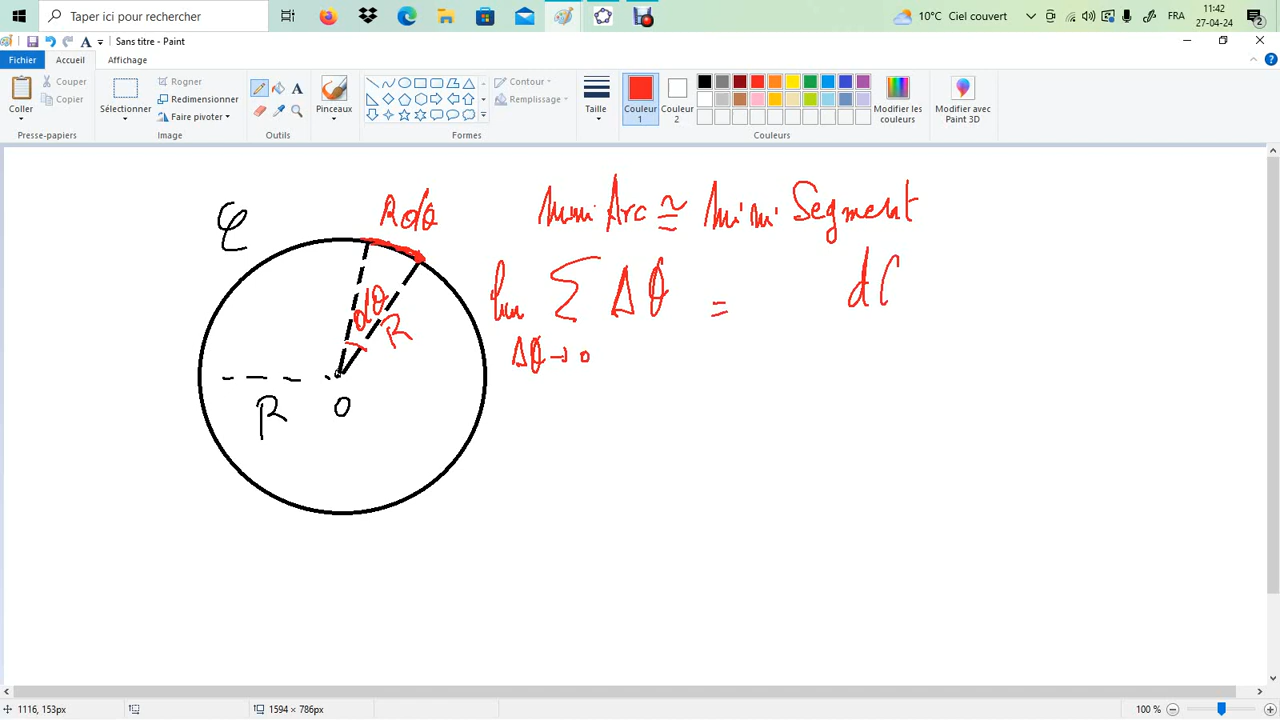 Taper ici pour rechercher
10°C Ciel couvert
FRA
11:42
27-04-24
2
Sans titre - Paint
Fichier
Accueil
Affichage
Coller
Couper
Copier
Presse-papiers
Sélectionner
Rogner
Redimensionner
Faire pivoter
Image
A
Outils
Pinceaux
Contour
Remplissage
Formes
Taille
Couleur 1
Couleur 2
Modifier les couleurs
Couleurs
Modifier avec Paint 3D
Mini Arc ≅ Mini Segment
R dθ
lim Σ Δθ = d(
Δθ → 0
dθ
R
R
O
1116, 153px
1594 × 786px
100 %